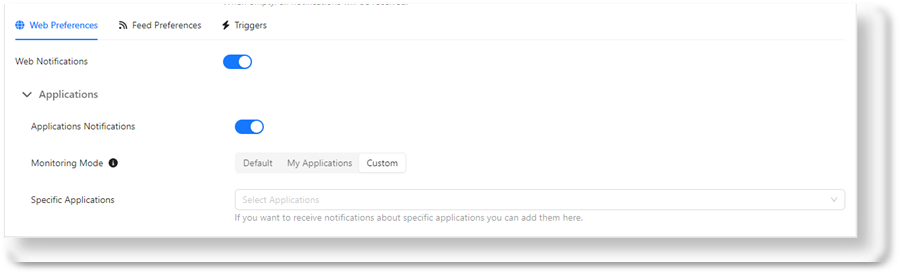 Web Preferences Feed Preferences Triggers
Web Notifications
Applications
Applications Notifications
Monitoring Mode Default My Applications Custom
Specific Applications Select Applications
If you want to receive notifications about specific applications you can add them here.